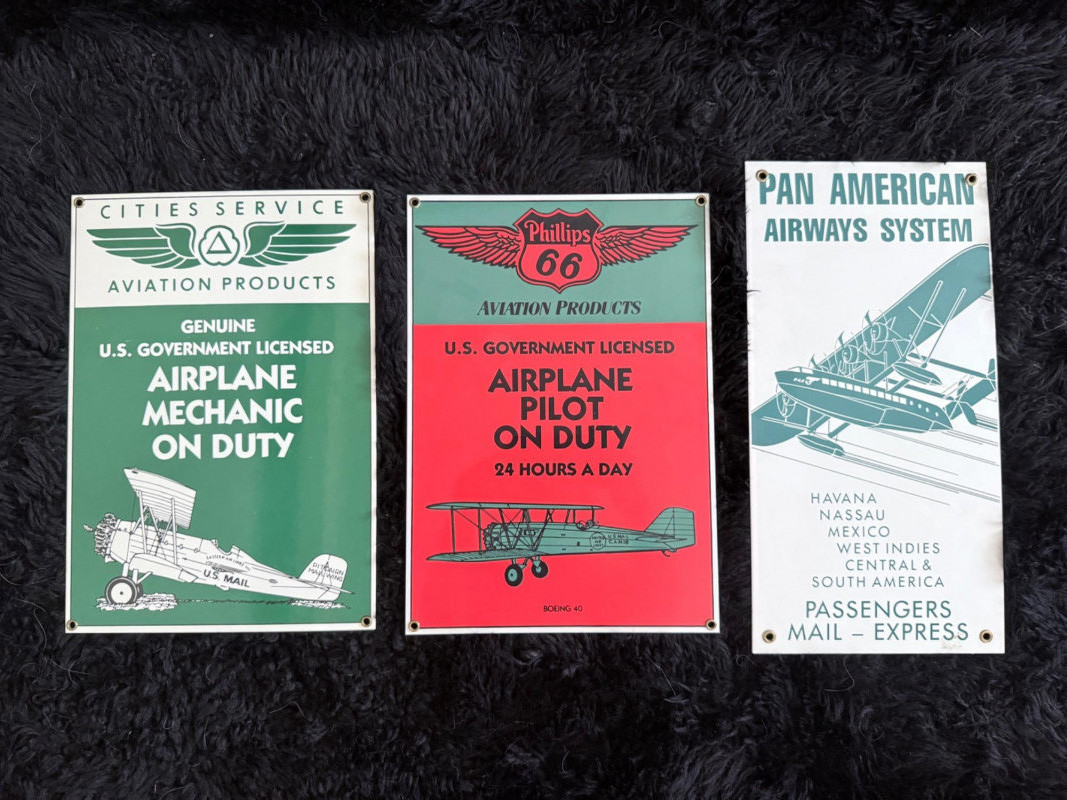 CITIES SERVICE
AVIATION PRODUCTS
GENUINE
U.S. GOVERNMENT LICENSED
AIRPLANE
MECHANIC
ON DUTY
U.S. MAIL
Phillips
66
AVIATION PRODUCTS
U.S. GOVERNMENT LICENSED
AIRPLANE
PILOT
ON DUTY
24 HOURS A DAY
U.S. MAIL
BOEING 40
PAN AMERICAN
AIRWAYS SYSTEM
HAVANA
NASSAU
MEXICO
WEST INDIES
CENTRAL &
SOUTH AMERICA
PASSENGERS
MAIL – EXPRESS